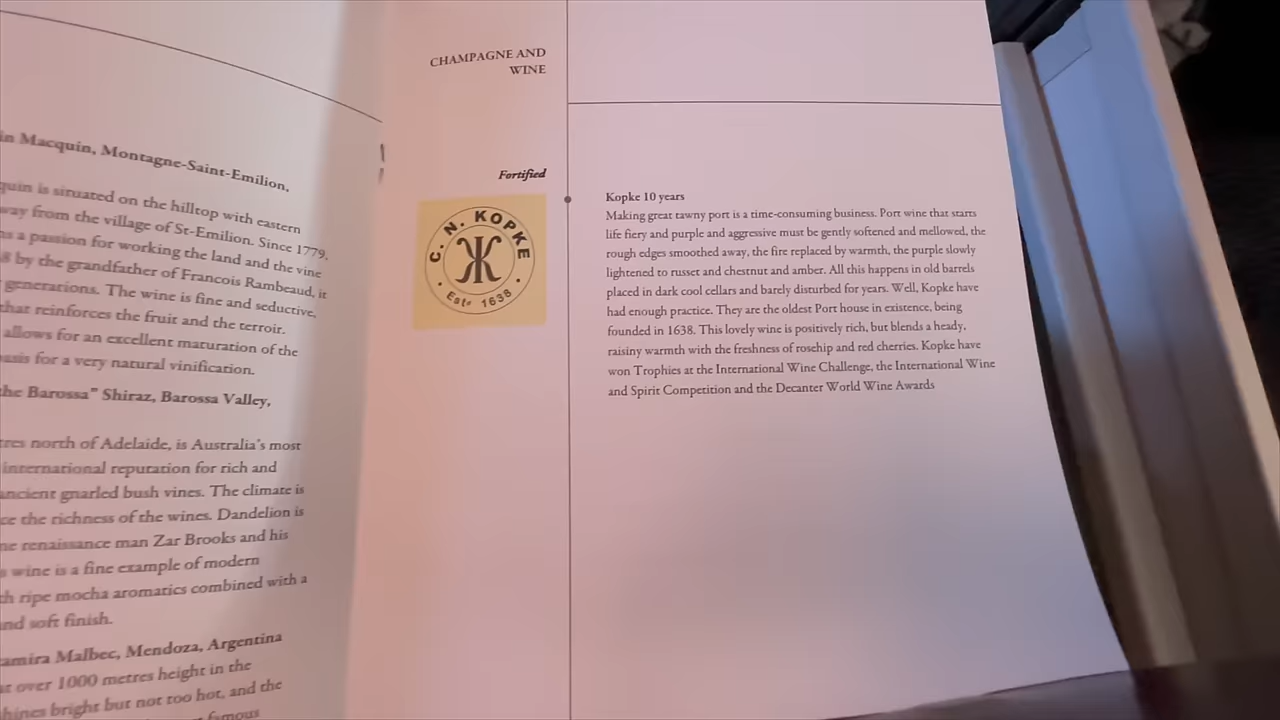 in Macquin, Montagne-Saint-Emilion,
quin is situated on the hilltop with eastern
way from the village of St-Emilion. Since 1779,
a passion for working the land and the vine
8 by the grandfather of Francois Rambeaud, it
generations. The wine is fine and seductive,
that reinforces the fruit and the terroir.
allows for an excellent maturation of the
basis for a very natural vinification.
the Barossa" Shiraz, Barossa Valley,
tres north of Adelaide, is Australia's most
international reputation for rich and
ancient gnarled bush vines. The climate is
ce the richness of the wines. Dandelion is
ne renaissance man Zar Brooks and his
s wine is a fine example of modern
th ripe mocha aromatics combined with a
and soft finish.
amira Malbec, Mendoza, Argentina
at over 1000 metres height in the
hines bright but not too hot, and the
famous
CHAMPAGNE AND
WINE
Fortified
C. N. KOPKE
Este 1638
Kopke 10 years
Making great tawny port is a time-consuming business. Port wine that starts
life fiery and purple and aggressive must be gently softened and mellowed, the
rough edges smoothed away, the fire replaced by warmth, the purple slowly
lightened to russet and chestnut and amber. All this happens in old barrels
placed in dark cool cellars and barely disturbed for years. Well, Kopke have
had enough practice. They are the oldest Port house in existence, being
founded in 1638. This lovely wine is positively rich, but blends a heady,
raisiny warmth with the freshness of rosehip and red cherries. Kopke have
won Trophies at the International Wine Challenge, the International Wine
and Spirit Competition and the Decanter World Wine Awards